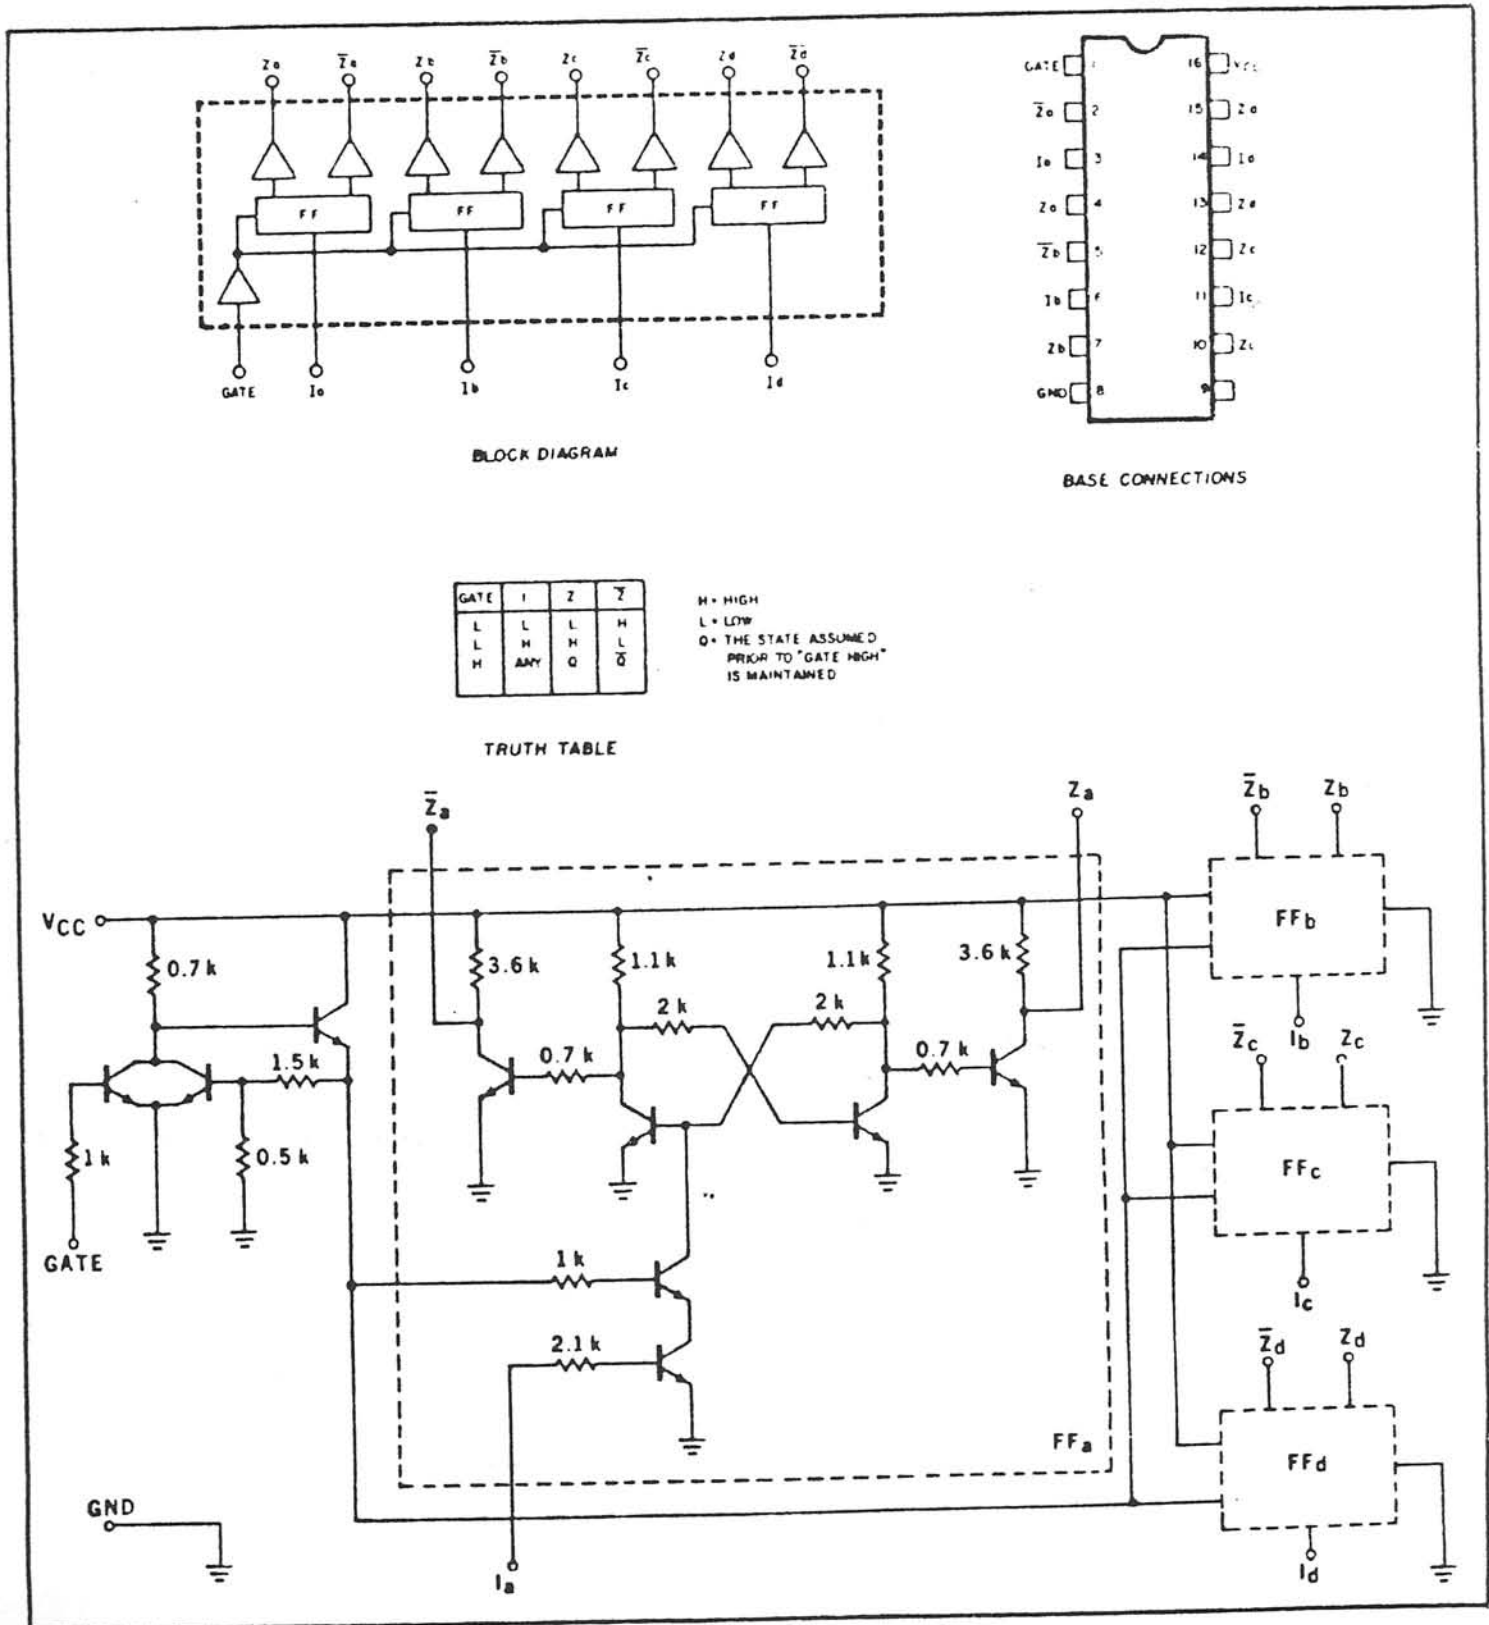 Za Z̅a Zb Z̅b Zc Z̅c Zd Z̅d
FF FF FF FF
GATE Ia Ib Ic Id
BLOCK DIAGRAM
GATE 1 16 VCC
Z̅a 2 15
Ia 3 14
Za 4 13
Z̅b 5 12
Ib 6 11 Ic
Zb 7 10
GND 8 9
BASE CONNECTIONS
GATE I Z Z̅
L L L H
L H H L
H ANY Q Q̅
H = HIGH
L = LOW
Q = THE STATE ASSUMED
PRIOR TO "GATE HIGH"
IS MAINTAINED
TRUTH TABLE
Z̅a Za Z̅b Zb
VCC
0.7 k 3.6 k 1.1 k 1.1 k 3.6 k FFb
2 k 2 k
Ib
1.5 k 0.7 k 0.7 k Z̅c Zc
1 k 0.5 k FFc
GATE
1 k Ic
2.1 k Z̅d Zd
FFa FFd
GND
Ia Id